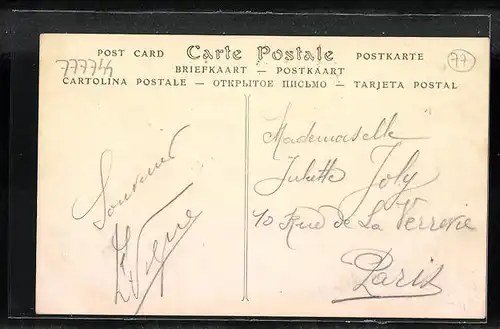 POST CARD Carte Postale POSTKARTE
BRIEFKAART — POSTKAART
CARTOLINA POSTALE — ОТКРЫТОЕ ПИСЬМО — TARJETA POSTAL
77
Souvenir
Mademoiselle
Juliette Joly
10 Rue de La Verrerie
Paris